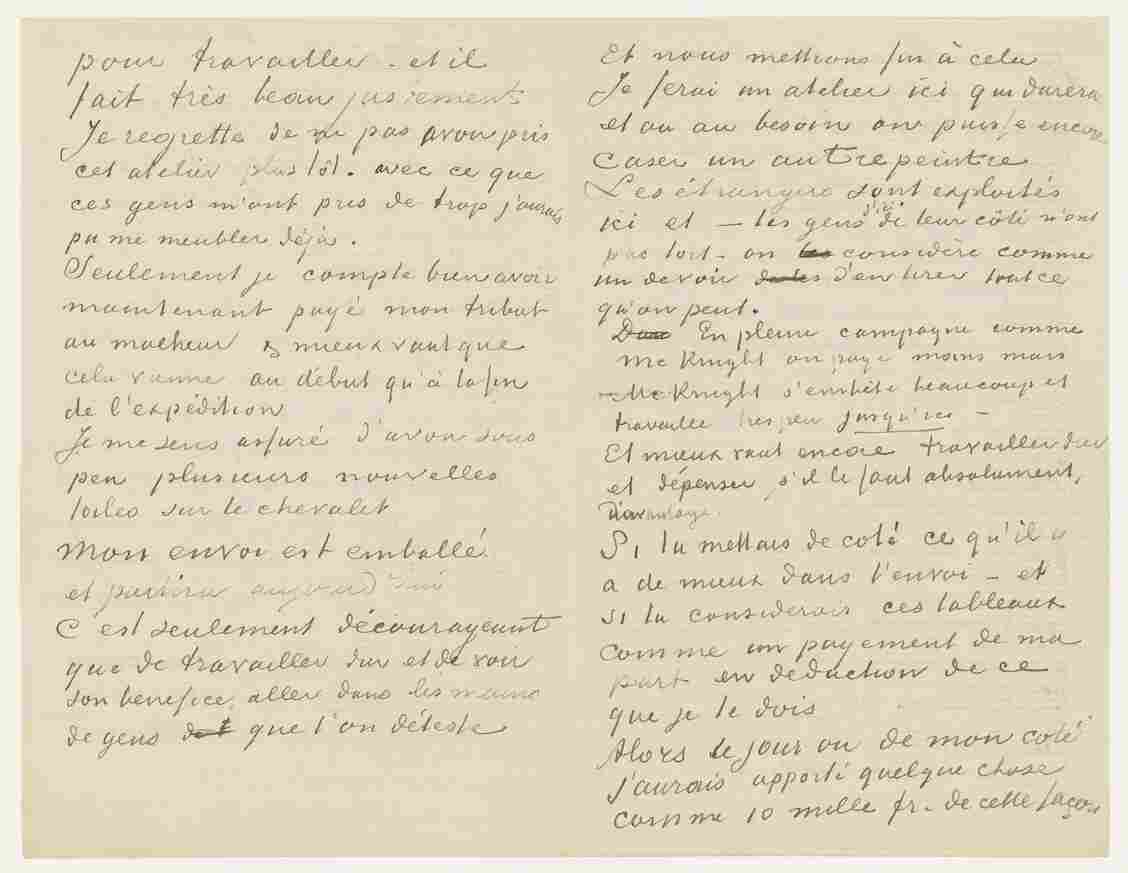 pour travailler – et il
fait très beau justement
Je regrette de ne pas avoir pris
cet atelier plus tôt. avec ce que
ces gens m'ont pris de trop j'aurais
pu me meubler déjà.
Seulement je compte bien avoir
maintenant payé mon tribut
au malheur & mieux vaut que
cela vienne au début qu'à la fin
de l'expédition
Je me sens assuré d'avoir sous
peu plusieurs nouvelles
toiles sur le chevalet
Mon envoi est emballé
et partira aujourd'hui
C'est seulement décourageant
que de travailler dur et de voir
son benefice aller dans les mains
de gens que l'on déteste
Et nous mettrons fin à cela
Je ferai un atelier ici qui durera
et où au besoin on puisse encore
caser un autre peintre
Les étrangers sont exploités
ici et – les gens d'ici de leur côté n'ont
pas tort – on les considère comme
un devoir d'en tirer tout ce
qu'on peut.
Dans En pleine campagne comme
McKnight on paye moins mais
– McKnight s'embête beaucoup et
travaille très peu jusqu'ici –
Et mieux vaut encore travailler dur
et dépenser, s'il le faut absolument,
davantage.
Si tu mettais de coté ce qu'il y
a de mieux dans l'envoi – et
si tu considerais ces tableaux
comme un payement de ma
part en déduction de ce
que je te dois
Alors le jour où de mon coté
j'aurais apporté quelque chose
comme 10 mille fr. de cette façon